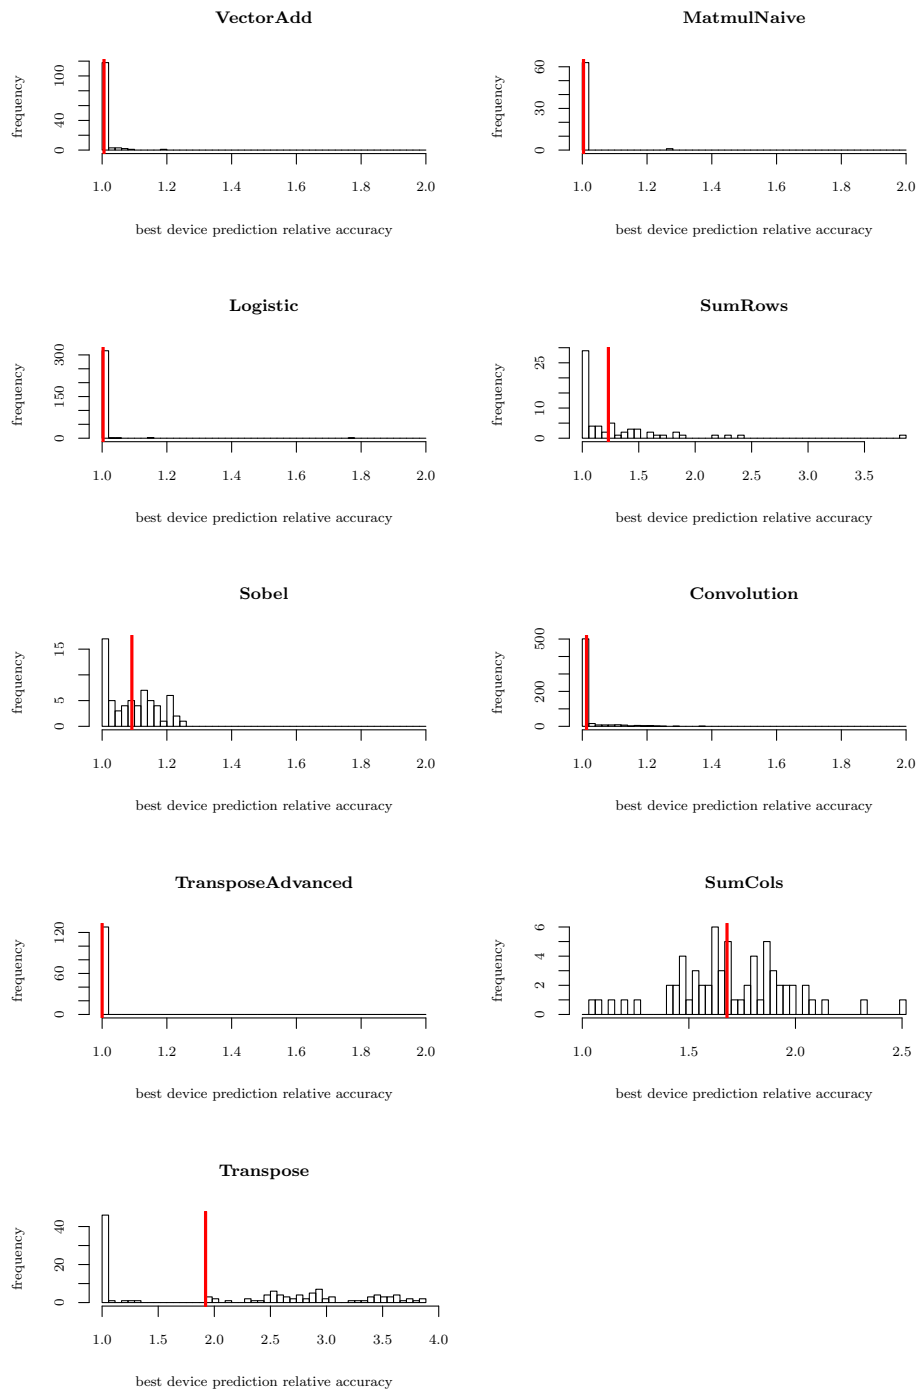 VectorAdd
frequency
0 40 100
1.0 1.2 1.4 1.6 1.8 2.0
best device prediction relative accuracy
MatmulNaive
frequency
0 30 60
1.0 1.2 1.4 1.6 1.8 2.0
best device prediction relative accuracy
Logistic
frequency
0 150 300
1.0 1.2 1.4 1.6 1.8 2.0
best device prediction relative accuracy
SumRows
frequency
0 10 25
1.0 1.5 2.0 2.5 3.0 3.5
best device prediction relative accuracy
Sobel
frequency
0 5 15
1.0 1.2 1.4 1.6 1.8 2.0
best device prediction relative accuracy
Convolution
frequency
0 200 500
1.0 1.2 1.4 1.6 1.8 2.0
best device prediction relative accuracy
TransposeAdvanced
frequency
0 60 120
1.0 1.2 1.4 1.6 1.8 2.0
best device prediction relative accuracy
SumCols
frequency
0 2 4 6
1.0 1.5 2.0 2.5
best device prediction relative accuracy
Transpose
frequency
0 20 40
1.0 1.5 2.0 2.5 3.0 3.5 4.0
best device prediction relative accuracy